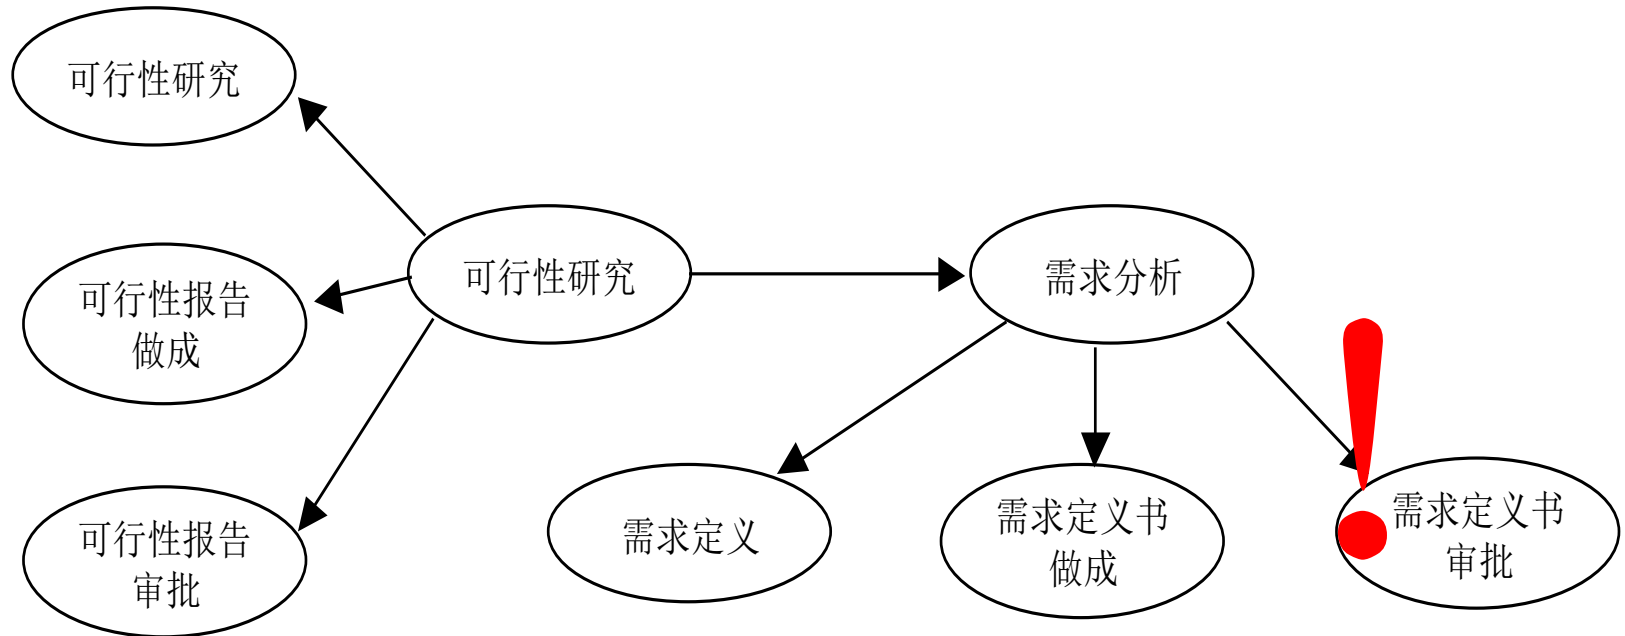 可行性研究
可行性研究
需求分析
可行性报告
做成
可行性报告
审批
需求定义
需求定义书
做成
需求定义书
审批